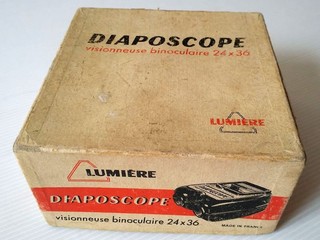 DIAPOSCOPE
visionneuse binoculaire 24x36
LUMIÈRE
LUMIÈRE
DIAPOSCOPE
visionneuse binoculaire 24x36
MADE IN FRANCE